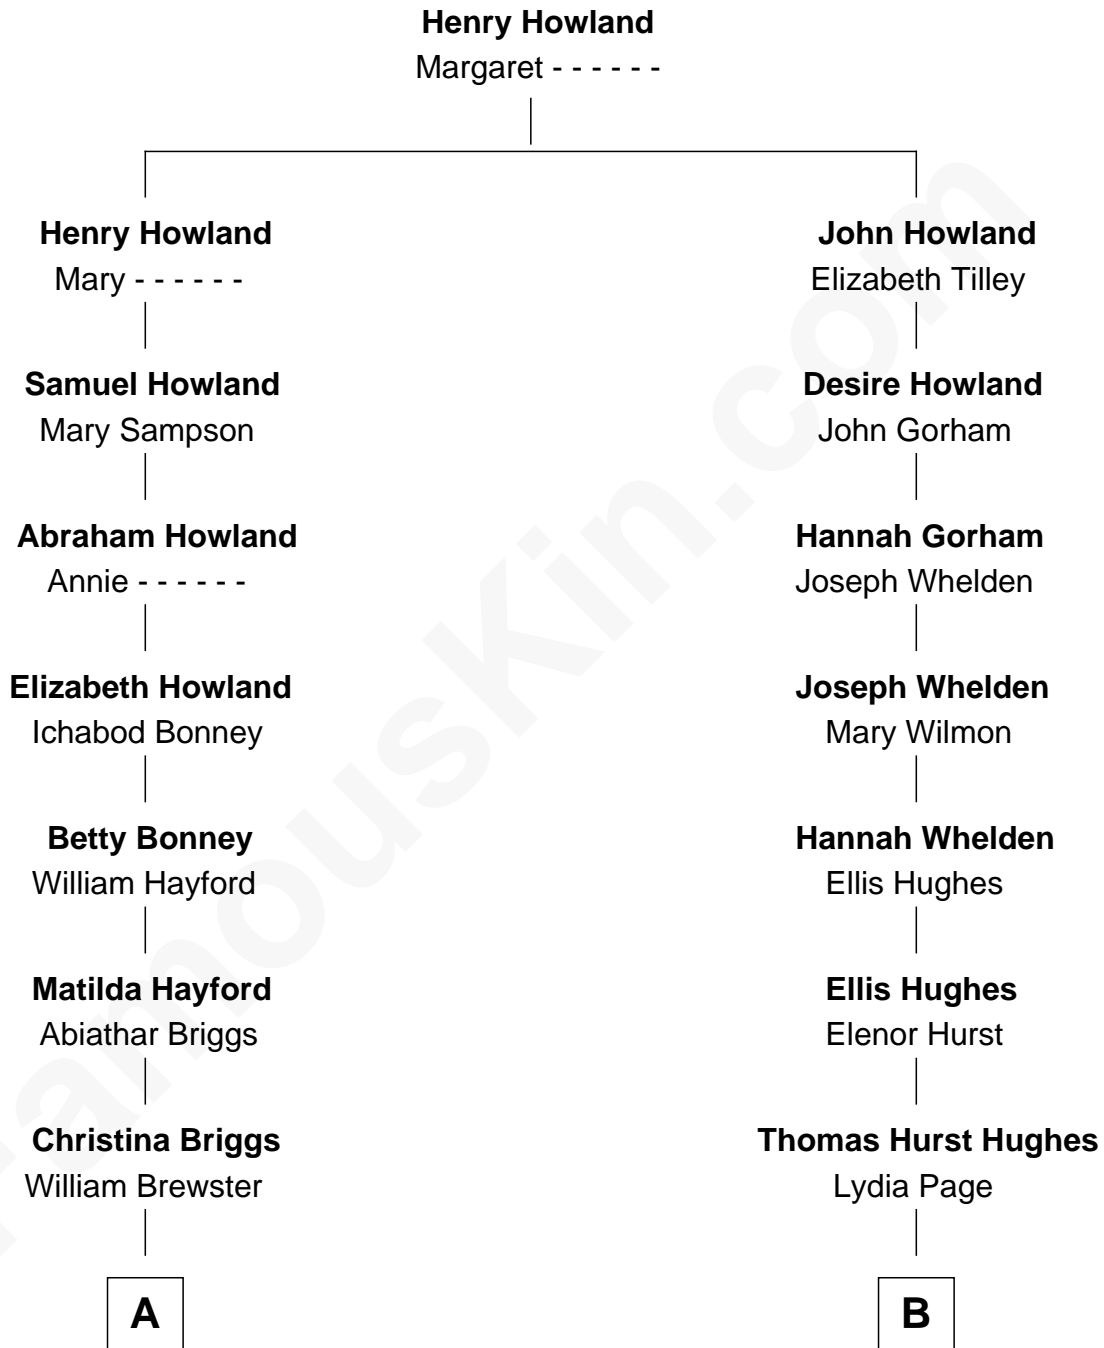 Henry Howland
Margaret - - - - - -
Henry Howland
Mary - - - - - -
Samuel Howland
Mary Sampson
Abraham Howland
Annie - - - - - -
Elizabeth Howland
Ichabod Bonney
Betty Bonney
William Hayford
Matilda Hayford
Abiathar Briggs
Christina Briggs
William Brewster
A
John Howland
Elizabeth Tilley
Desire Howland
John Gorham
Hannah Gorham
Joseph Whelden
Joseph Whelden
Mary Wilmon
Hannah Whelden
Ellis Hughes
Ellis Hughes
Elenor Hurst
Thomas Hurst Hughes
Lydia Page
B
FamousKin.com